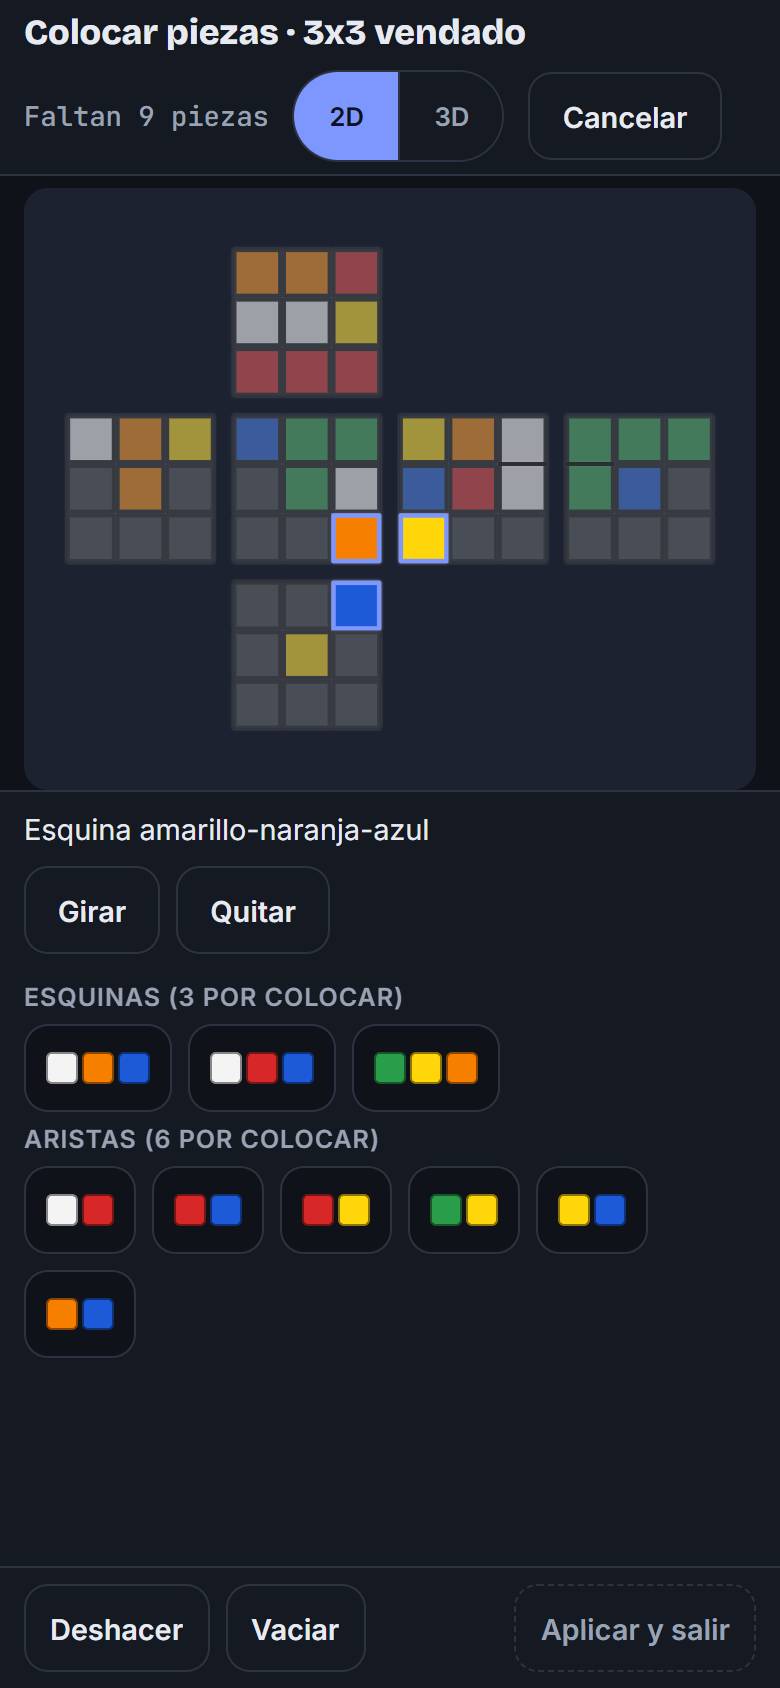 Colocar piezas · 3x3 vendado
Faltan 9 piezas
2D
3D
Cancelar
Esquina amarillo-naranja-azul
Girar
Quitar
ESQUINAS (3 POR COLOCAR)
ARISTAS (6 POR COLOCAR)
Deshacer
Vaciar
Aplicar y salir